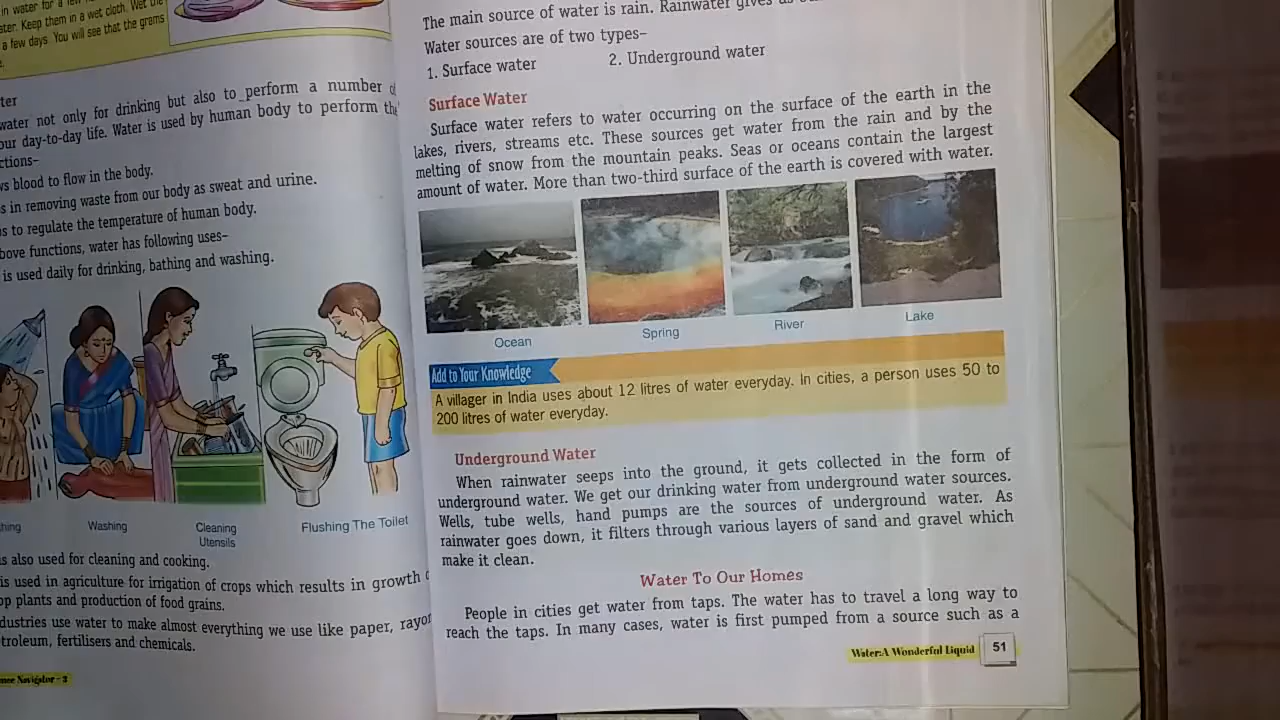 in water for a few
ater. Keep them in a wet cloth. Wet the
a few days. You will see that the grams
ter
water not only for drinking but also to perform a number of
our day-to-day life. Water is used by human body to perform the
ctions–
ws blood to flow in the body.
s in removing waste from our body as sweat and urine.
s to regulate the temperature of human body.
bove functions, water has following uses–
is used daily for drinking, bathing and washing.
hing
Washing
Cleaning
Utensils
Flushing The Toilet
s also used for cleaning and cooking.
is used in agriculture for irrigation of crops which results in growth
op plants and production of food grains.
dustries use water to make almost everything we use like paper, rayon
troleum, fertilisers and chemicals.
nce Navigator – 3
The main source of water is rain. Rainwater gives
Water sources are of two types–
1. Surface water 2. Underground water
Surface Water
Surface water refers to water occurring on the surface of the earth in the
lakes, rivers, streams etc. These sources get water from the rain and by the
melting of snow from the mountain peaks. Seas or oceans contain the largest
amount of water. More than two-third surface of the earth is covered with water.
Ocean
Spring
River
Lake
Add to Your Knowledge
A villager in India uses about 12 litres of water everyday. In cities, a person uses 50 to
200 litres of water everyday.
Underground Water
When rainwater seeps into the ground, it gets collected in the form of
underground water. We get our drinking water from underground water sources.
Wells, tube wells, hand pumps are the sources of underground water. As
rainwater goes down, it filters through various layers of sand and gravel which
make it clean.
Water To Our Homes
People in cities get water from taps. The water has to travel a long way to
reach the taps. In many cases, water is first pumped from a source such as a
Water:A Wonderful Liquid 51